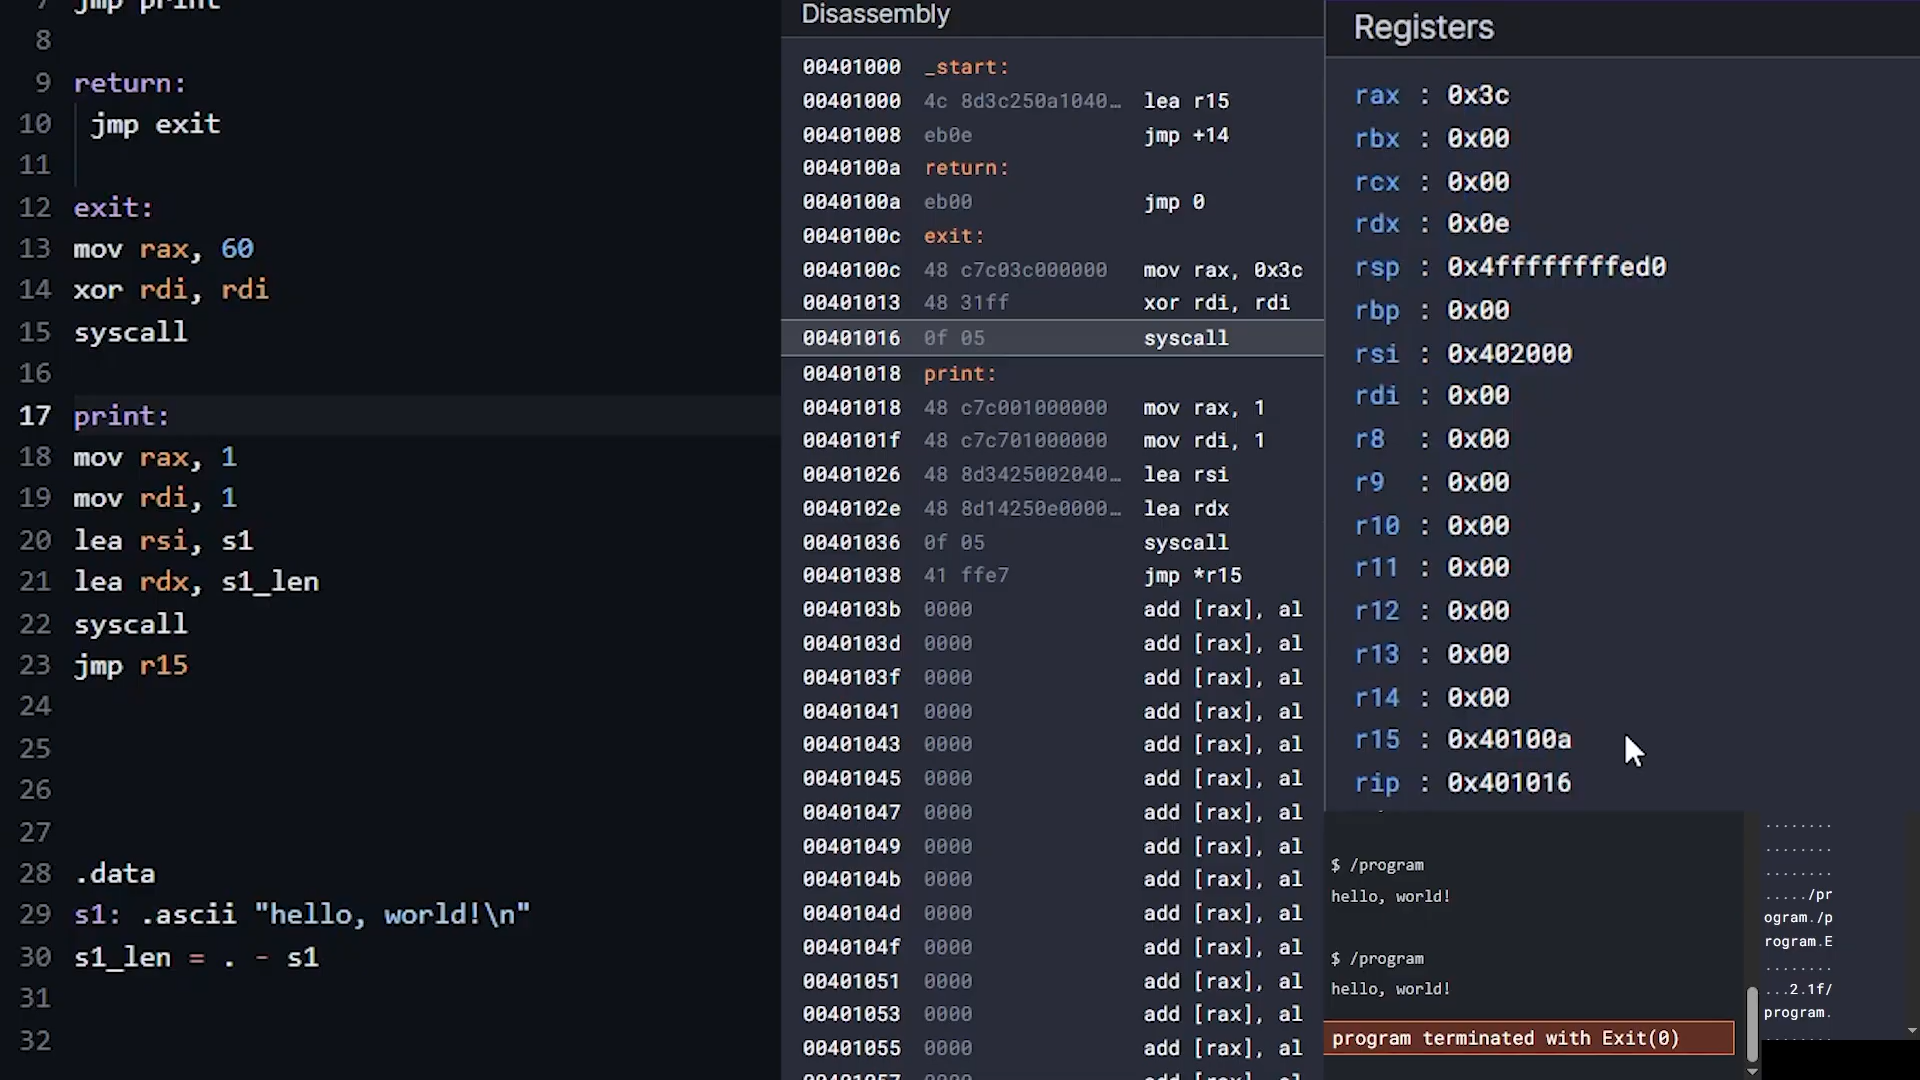 7 jmp print
8
9 return:
10 jmp exit
11
12 exit:
13 mov rax, 60
14 xor rdi, rdi
15 syscall
16
17 print:
18 mov rax, 1
19 mov rdi, 1
20 lea rsi, s1
21 lea rdx, s1_len
22 syscall
23 jmp r15
24
25
26
27
28 .data
29 s1: .ascii "hello, world!\n"
30 s1_len = . - s1
31
32
Disassembly
00401000 _start:
00401000 4c 8d3c250a1040… lea r15
00401008 eb0e jmp +14
0040100a return:
0040100a eb00 jmp 0
0040100c exit:
0040100c 48 c7c03c000000 mov rax, 0x3c
00401013 48 31ff xor rdi, rdi
00401016 0f 05 syscall
00401018 print:
00401018 48 c7c001000000 mov rax, 1
0040101f 48 c7c701000000 mov rdi, 1
00401026 48 8d3425002040… lea rsi
0040102e 48 8d14250e0000… lea rdx
00401036 0f 05 syscall
00401038 41 ffe7 jmp *r15
0040103b 0000 add [rax], al
0040103d 0000 add [rax], al
0040103f 0000 add [rax], al
00401041 0000 add [rax], al
00401043 0000 add [rax], al
00401045 0000 add [rax], al
00401047 0000 add [rax], al
00401049 0000 add [rax], al
0040104b 0000 add [rax], al
0040104d 0000 add [rax], al
0040104f 0000 add [rax], al
00401051 0000 add [rax], al
00401053 0000 add [rax], al
00401055 0000 add [rax], al
00401057 0000 add [rax], al
Registers
rax : 0x3c
rbx : 0x00
rcx : 0x00
rdx : 0x0e
rsp : 0x4ffffffffed0
rbp : 0x00
rsi : 0x402000
rdi : 0x00
r8 : 0x00
r9 : 0x00
r10 : 0x00
r11 : 0x00
r12 : 0x00
r13 : 0x00
r14 : 0x00
r15 : 0x40100a
rip : 0x401016
$ /program
hello, world!
$ /program
hello, world!
program terminated with Exit(0)
........
........
........
...../pr
ogram./p
rogram.E
........
...2.1f/
program.
........